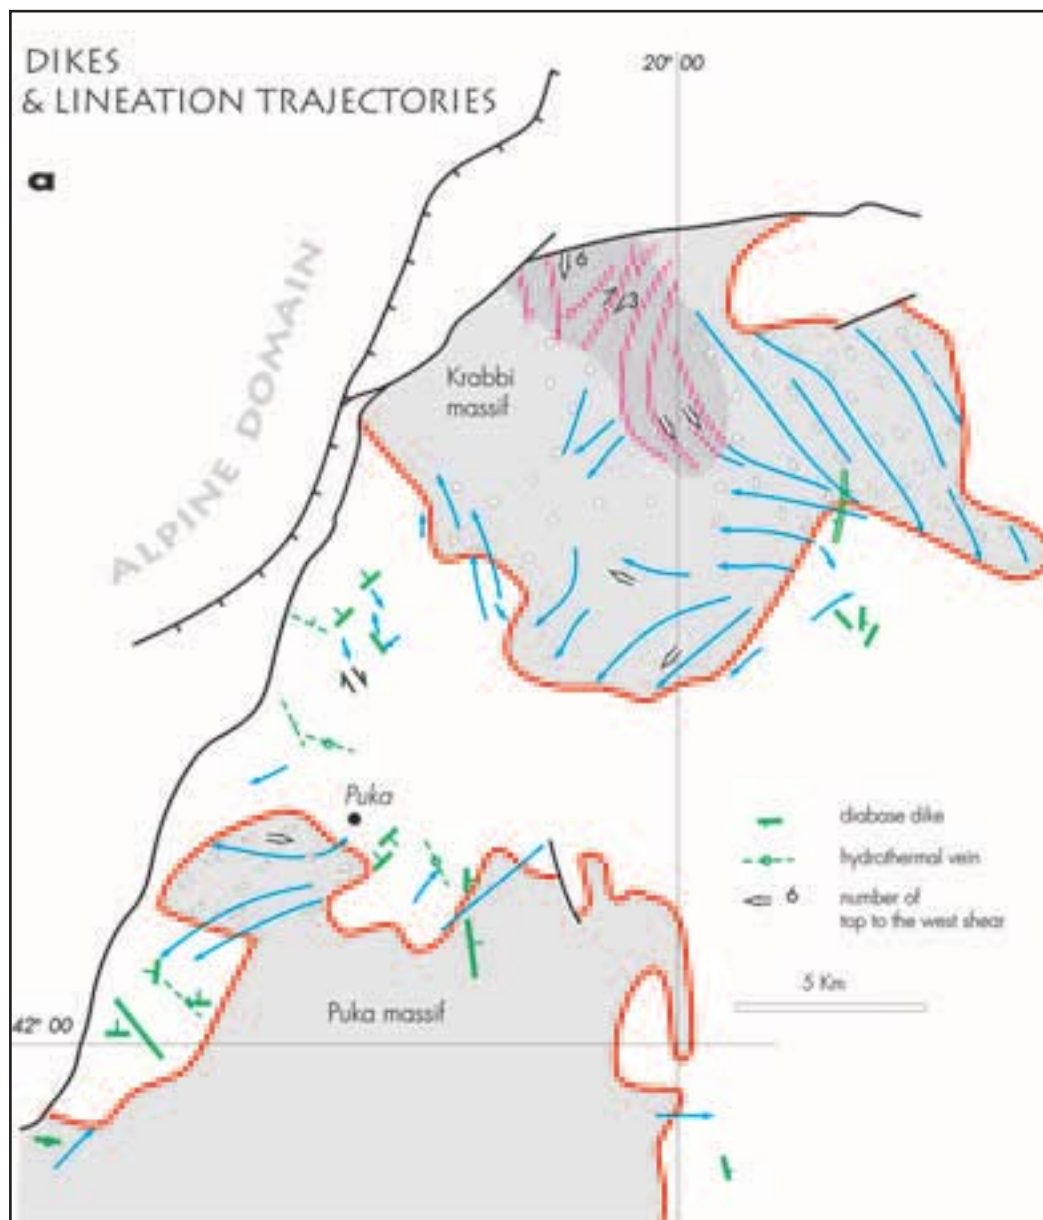 DIKES
& LINEATION TRAJECTORIES
20° 00
a
ALPINE DOMAIN
6
7
3
Krabbi
massif
Puka
diabase dike
hydrothermal vein
6
number of
top to the west shear
5 Km
Puka massif
42° 00